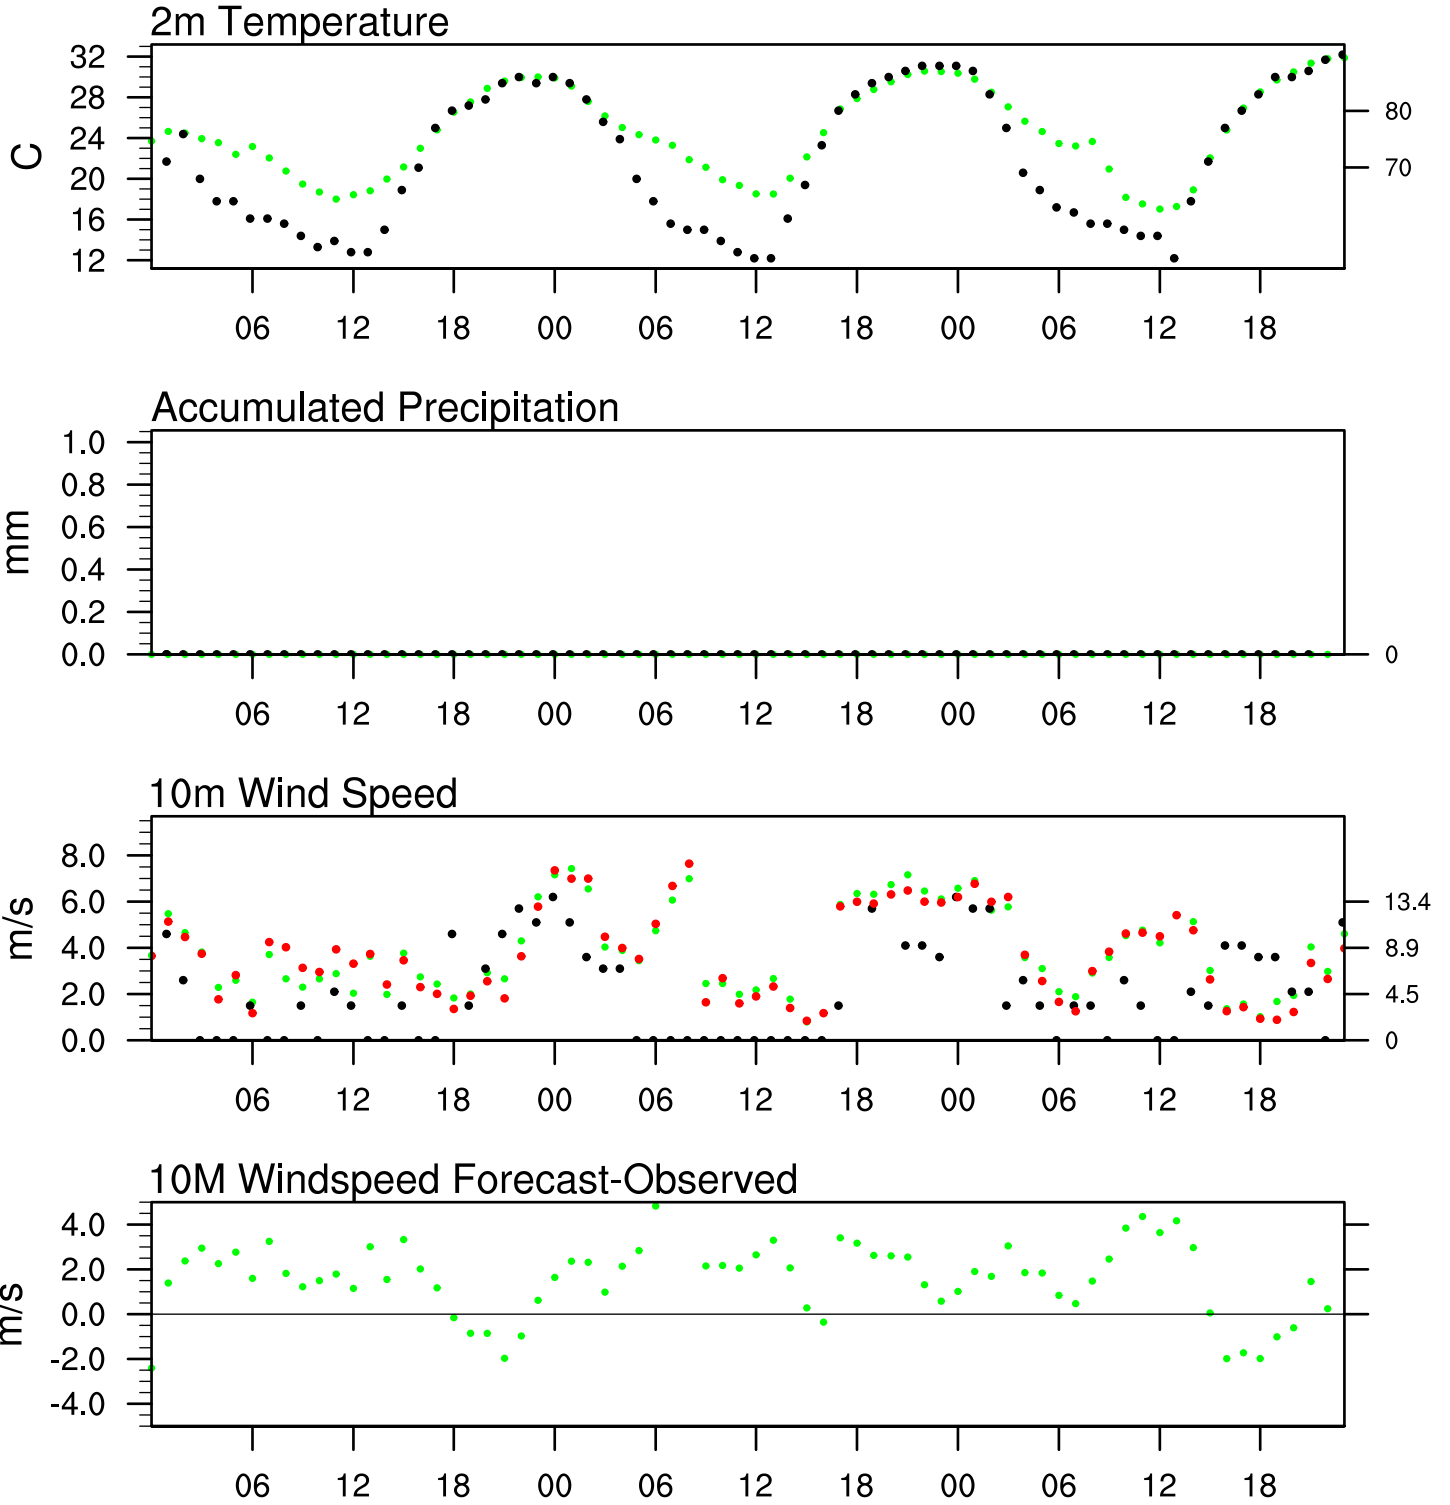 2m Temperature
32
28
24
20
16
12
C
80
70
06 12 18 00 06 12 18 00 06 12 18
Accumulated Precipitation
1.0
0.8
0.6
0.4
0.2
0.0
mm
0
06 12 18 00 06 12 18 00 06 12 18
10m Wind Speed
8.0
6.0
4.0
2.0
0.0
m/s
13.4
8.9
4.5
0
06 12 18 00 06 12 18 00 06 12 18
10M Windspeed Forecast-Observed
4.0
2.0
0.0
-2.0
-4.0
m/s
06 12 18 00 06 12 18 00 06 12 18